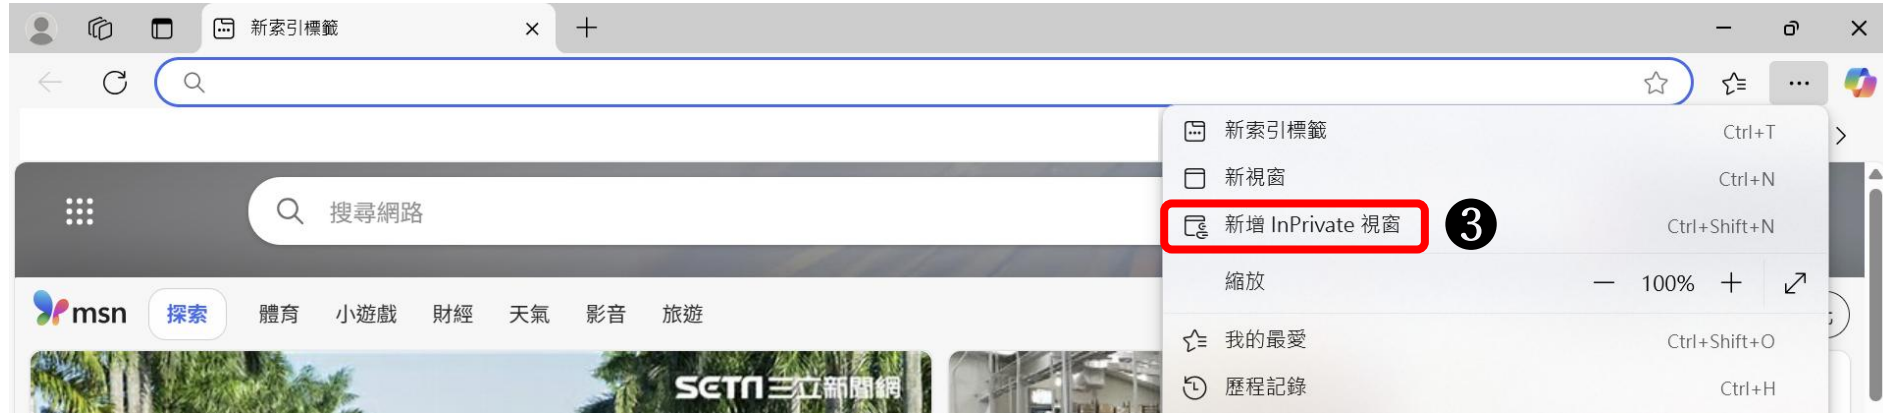 新索引標籤
新索引標籤 Ctrl+T
新視窗 Ctrl+N
搜尋網路
新增 InPrivate 視窗 3 Ctrl+Shift+N
縮放 — 100% +
msn 探索 體育 小遊戲 財經 天氣 影音 旅遊
我的最愛 Ctrl+Shift+O
歷程記錄 Ctrl+H
SETN三立新聞網